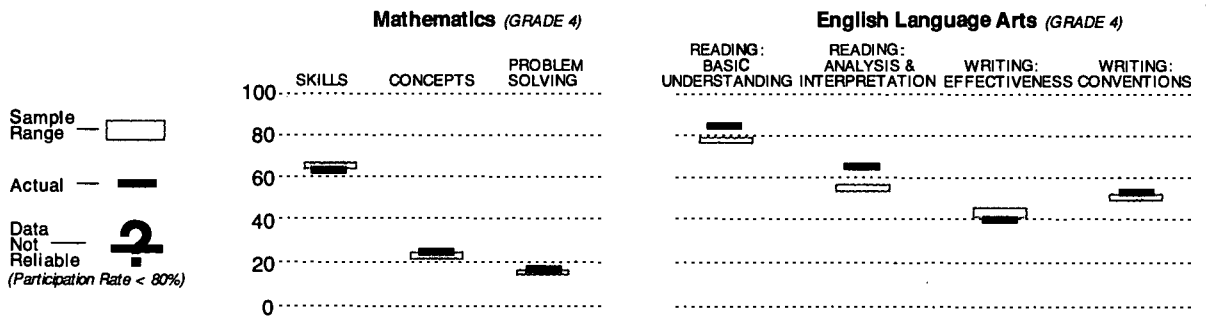 Mathematics (GRADE 4)
SKILLS
CONCEPTS
PROBLEM
SOLVING
English Language Arts (GRADE 4)
READING:
BASIC
UNDERSTANDING
READING:
ANALYSIS &
INTERPRETATION
WRITING:
EFFECTIVENESS
WRITING:
CONVENTIONS
100
80
60
40
20
0
Sample
Range
Actual
Data
Not
Reliable
?
(Participation Rate < 80%)